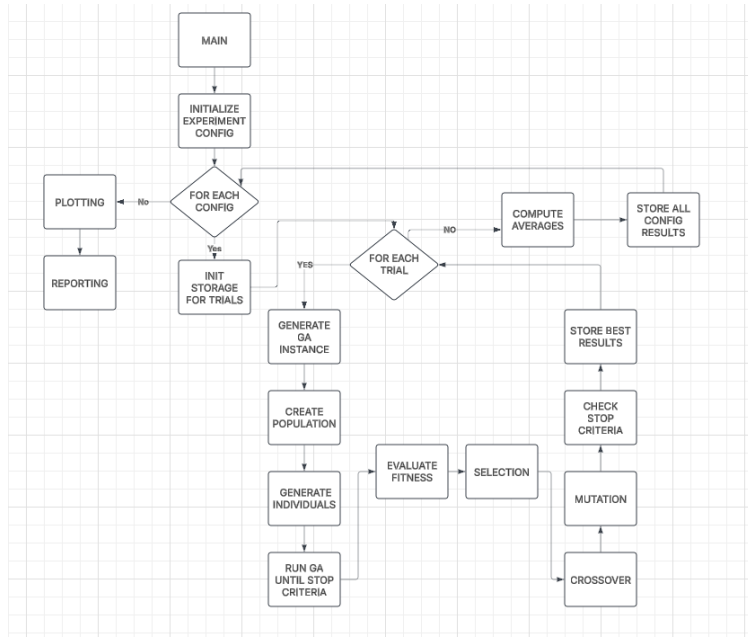 MAIN
INITIALIZE
EXPERIMENT
CONFIG
FOR EACH
CONFIG
No
PLOTTING
REPORTING
Yes
INIT
STORAGE
FOR TRIALS
FOR EACH
TRIAL
NO
COMPUTE
AVERAGES
STORE ALL
CONFIG
RESULTS
YES
GENERATE
GA
INSTANCE
CREATE
POPULATION
GENERATE
INDIVIDUALS
RUN GA
UNTIL STOP
CRITERIA
EVALUATE
FITNESS
SELECTION
CROSSOVER
MUTATION
CHECK
STOP
CRITERIA
STORE BEST
RESULTS